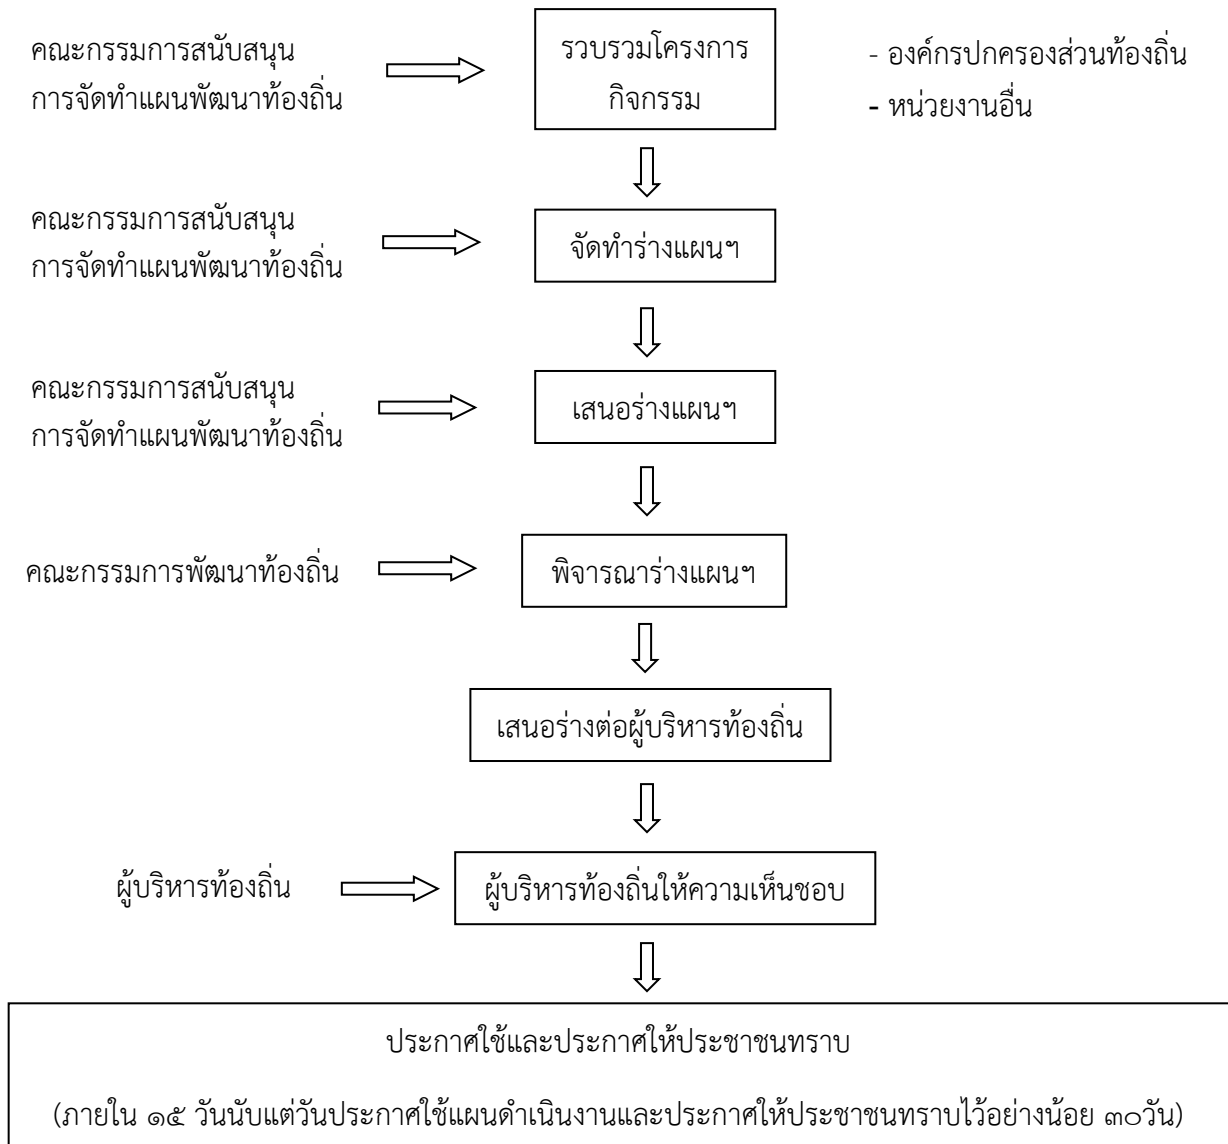 คณะกรรมการสนับสนุน
การจัดทำแผนพัฒนาท้องถิ่น
รวบรวมโครงการ
กิจกรรม
- องค์กรปกครองส่วนท้องถิ่น
- หน่วยงานอื่น
คณะกรรมการสนับสนุน
การจัดทำแผนพัฒนาท้องถิ่น
จัดทำร่างแผนฯ
คณะกรรมการสนับสนุน
การจัดทำแผนพัฒนาท้องถิ่น
เสนอร่างแผนฯ
คณะกรรมการพัฒนาท้องถิ่น
พิจารณาร่างแผนฯ
เสนอร่างต่อผู้บริหารท้องถิ่น
ผู้บริหารท้องถิ่น
ผู้บริหารท้องถิ่นให้ความเห็นชอบ
ประกาศใช้และประกาศให้ประชาชนทราบ
(ภายใน ๑๕ วันนับแต่วันประกาศใช้แผนดำเนินงานและประกาศให้ประชาชนทราบไว้อย่างน้อย ๓๐วัน)